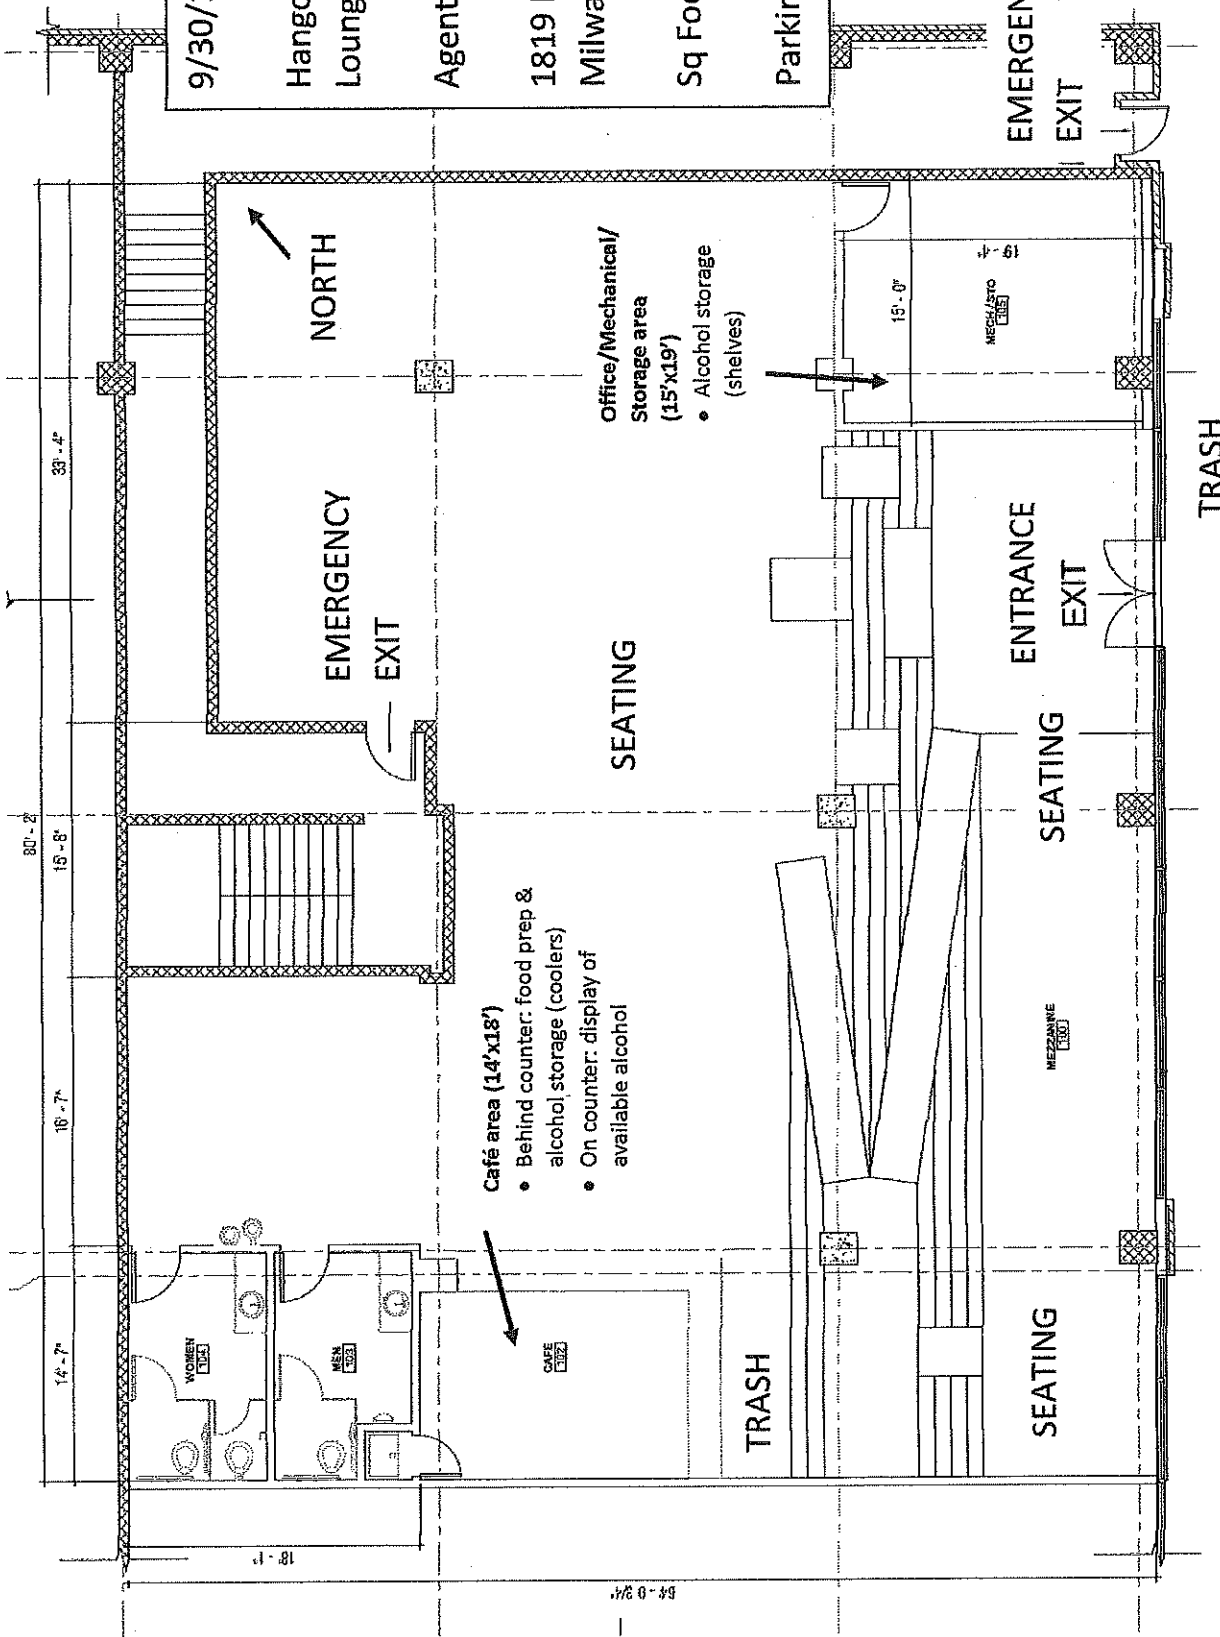 9/30/
Hango
Loung
Agent
1819
Milwa
Sq Foo
Parkin
80'-2"
14'-7"
16'-7"
15'-8"
33'-4"
WOMEN
104
MEN
103
CAFE
102
Café area (14'x18')
• Behind counter: food prep &
alcohol storage (coolers)
• On counter: display of
available alcohol
EMERGENCY
EXIT
NORTH
SEATING
Office/Mechanical/
Storage area
(15'x19')
• Alcohol storage
(shelves)
15'-0"
19'-4"
MECH/STO
105
TRASH
SEATING
MEZZANINE
100
SEATING
ENTRANCE
EXIT
EMERGEN
EXIT
TRASH
18'-1"
64'-0 3/4"